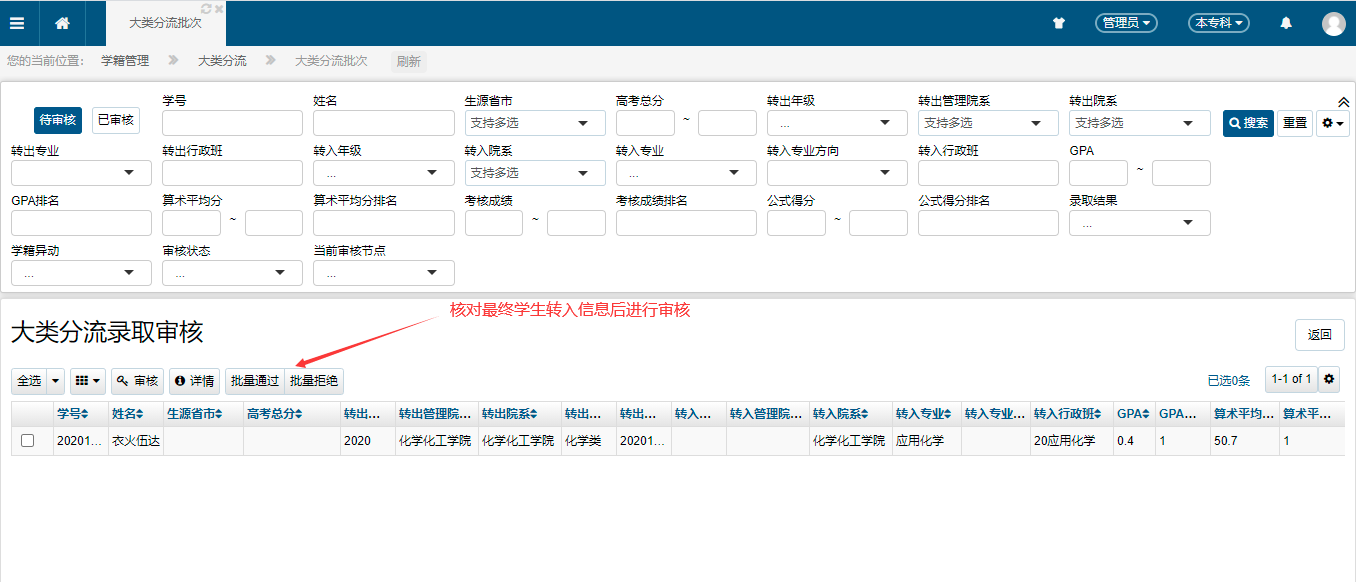 大类分流批次
管理员
本专科
您的当前位置: 学籍管理 大类分流 大类分流批次 刷新
待审核 已审核
学号 姓名 生源省市 高考总分 转出年级 转出管理院系 转出院系
支持多选 ~ ... 支持多选 支持多选
搜索 重置
转出专业 转出行政班 转入年级 转入院系 转入专业 转入专业方向 转入行政班 GPA
... 支持多选 ... ~
GPA排名 算术平均分 算术平均分排名 考核成绩 考核成绩排名 公式得分 公式得分排名 录取结果
~ ~ ~ ...
学籍异动 审核状态 当前审核节点
... ... ...
核对最终学生转入信息后进行审核
大类分流录取审核
返回
全选 审核 详情 批量通过 批量拒绝 已选0条 1-1 of 1
学号 姓名 生源省市 高考总分 转出... 转出管理院... 转出院系 转出... 转出... 转入... 转入管理院... 转入院系 转入专业 转入专业... 转入行政班 GPA GPA... 算术平均... 算术平...
20201... 衣火伍达 2020 化学化工学院 化学化工学院 化学类 20201... 化学化工学院 应用化学 20应用化学 0.4 1 50.7 1